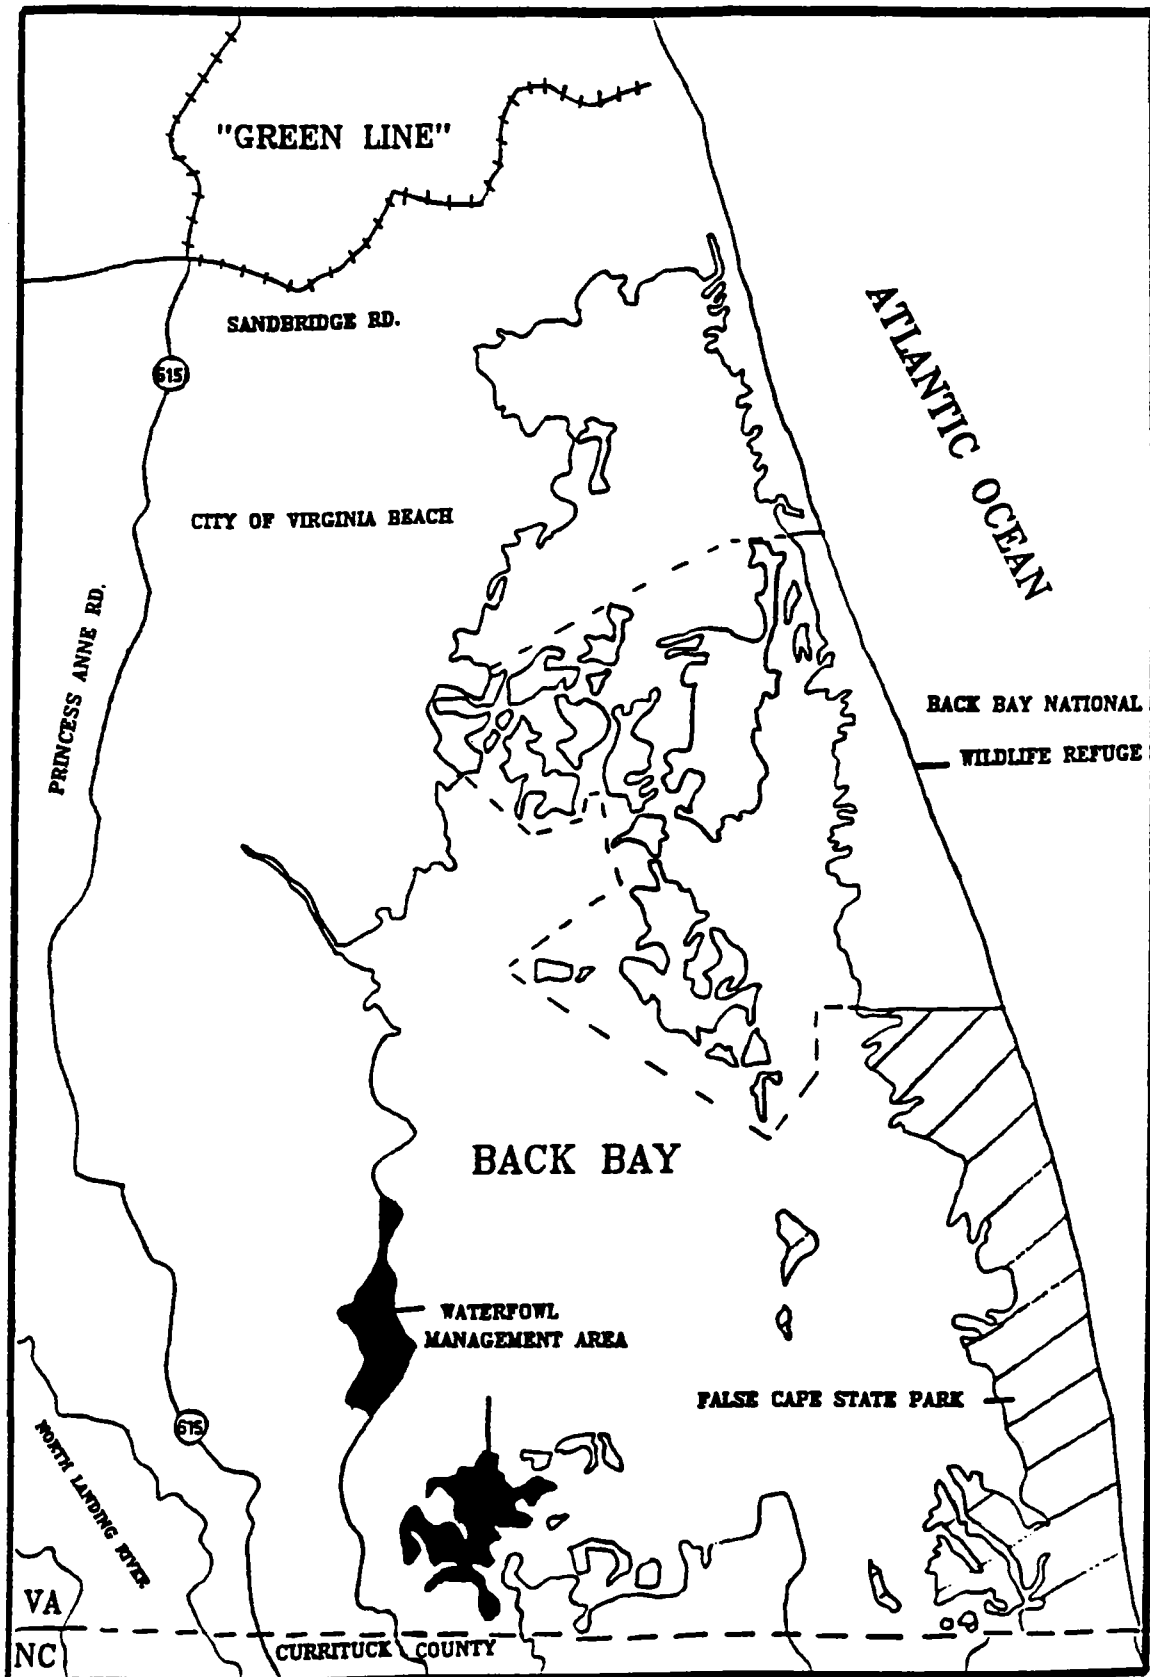 "GREEN LINE"
SANDBRIDGE RD.
615
ATLANTIC OCEAN
CITY OF VIRGINIA BEACH
PRINCESS ANNE RD.
BACK BAY NATIONAL
WILDLIFE REFUGE
BACK BAY
WATERFOWL
MANAGEMENT AREA
FALSE CAPE STATE PARK
615
NORTH LANDING RIVER
VA
NC
CURRITUCK COUNTY